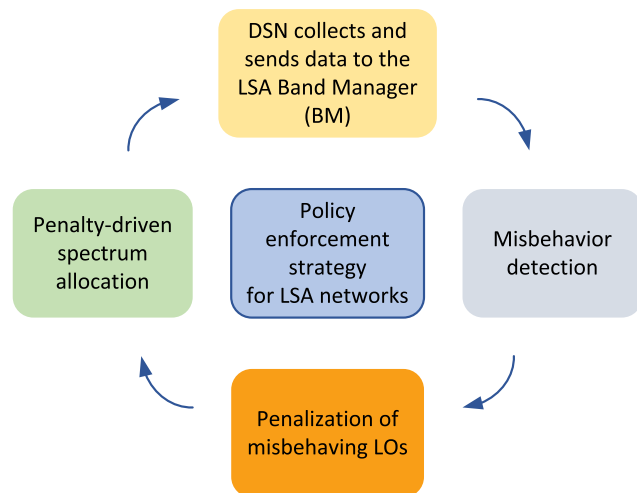 DSN collects and
sends data to the
LSA Band Manager
(BM)
Penalty-driven
spectrum
allocation
Policy
enforcement
strategy
for LSA networks
Misbehavior
detection
Penalization of
misbehaving LOs